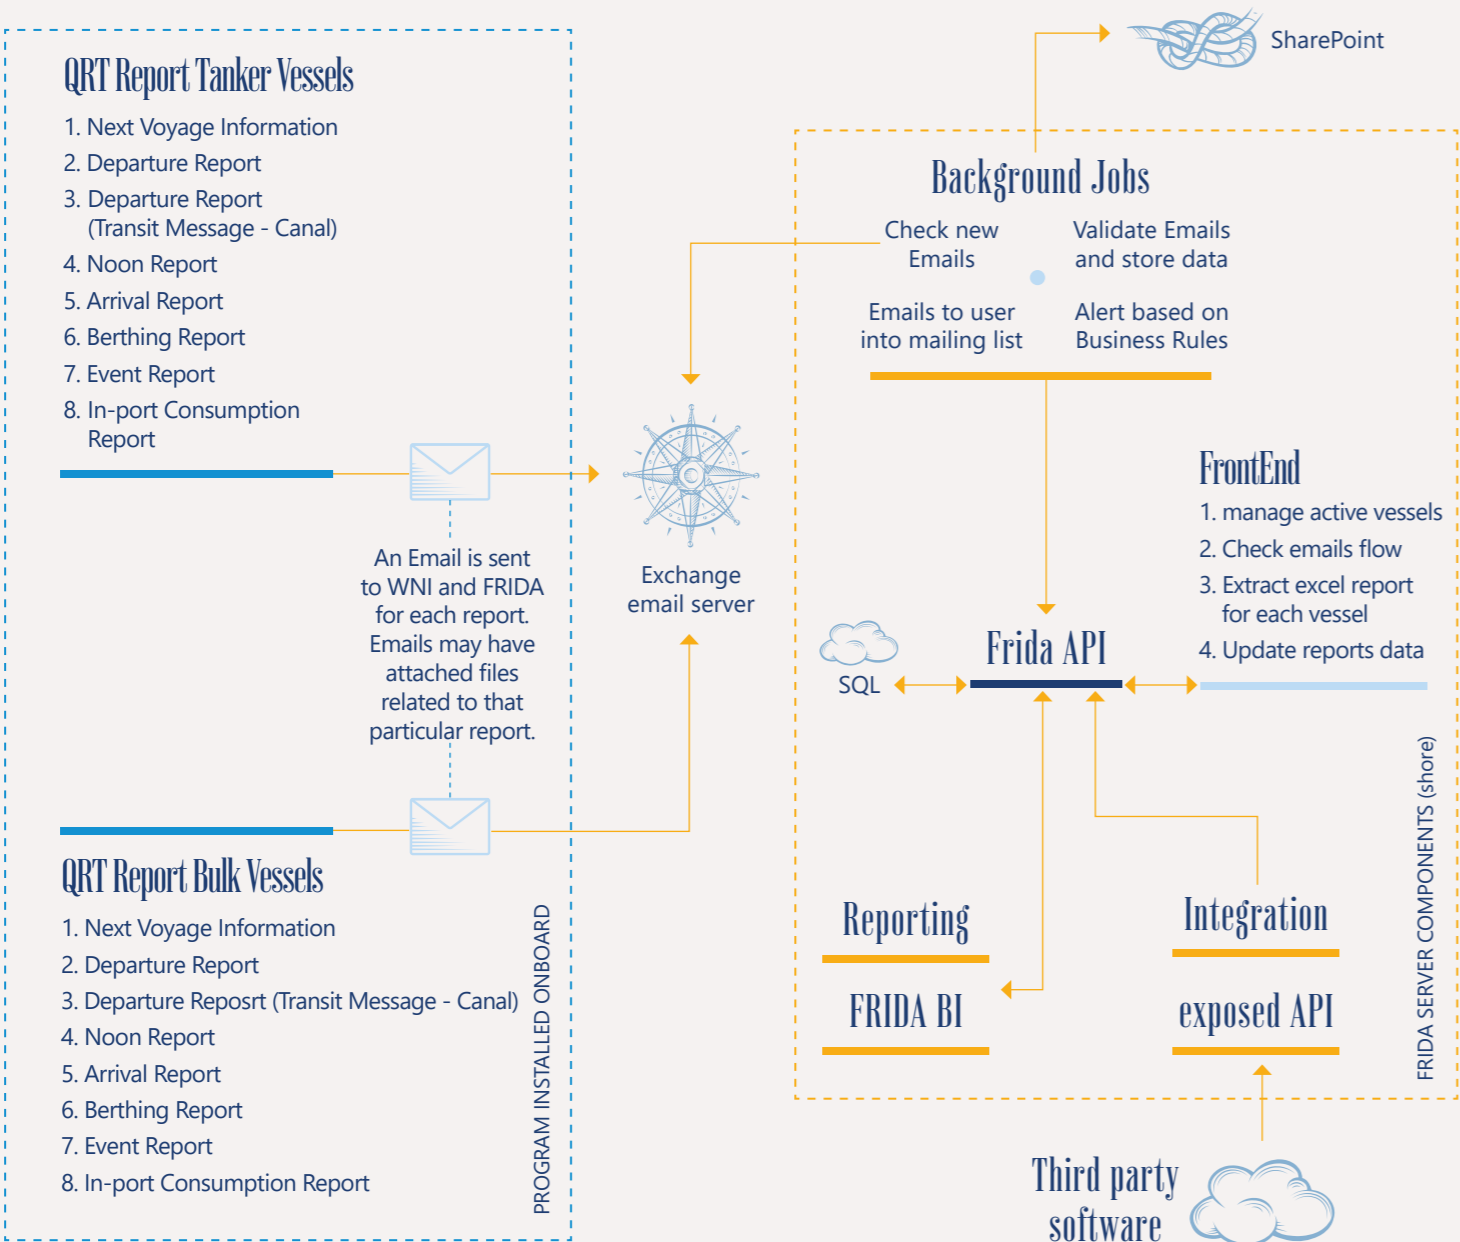 QRT Report Tanker Vessels
1. Next Voyage Information
2. Departure Report
3. Departure Report
(Transit Message - Canal)
4. Noon Report
5. Arrival Report
6. Berthing Report
7. Event Report
8. In-port Consumption
Report
An Email is sent
to WNI and FRIDA
for each report.
Emails may have
attached files
related to that
particular report.
QRT Report Bulk Vessels
1. Next Voyage Information
2. Departure Report
3. Departure Reposrt (Transit Message - Canal)
4. Noon Report
5. Arrival Report
6. Berthing Report
7. Event Report
8. In-port Consumption Report
PROGRAM INSTALLED ONBOARD
Exchange
email server
SharePoint
Background Jobs
Check new
Emails
Validate Emails
and store data
Emails to user
into mailing list
Alert based on
Business Rules
FrontEnd
1. manage active vessels
2. Check emails flow
3. Extract excel report
for each vessel
4. Update reports data
Frida API
SQL
Reporting
FRIDA BI
Integration
exposed API
FRIDA SERVER COMPONENTS (shore)
Third party
software